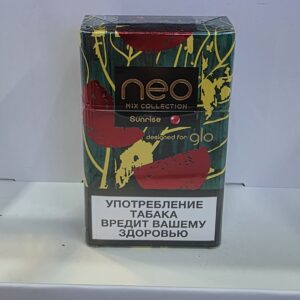 neo
MIX COLLECTION
Sunrise
designed for glo
УПОТРЕБЛЕНИЕ
ТАБАКА
ВРЕДИТ ВАШЕМУ
ЗДОРОВЬЮ